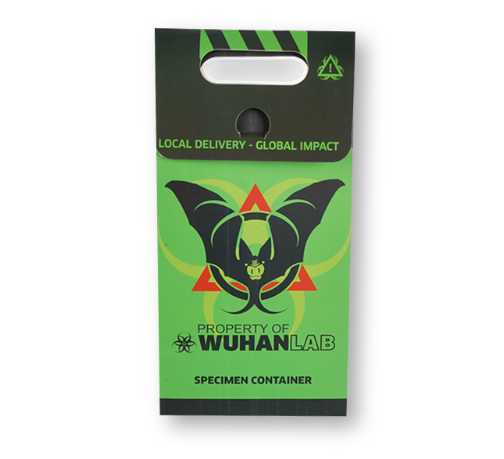 LOCAL DELIVERY - GLOBAL IMPACT
PROPERTY OF
WUHANLAB
SPECIMEN CONTAINER